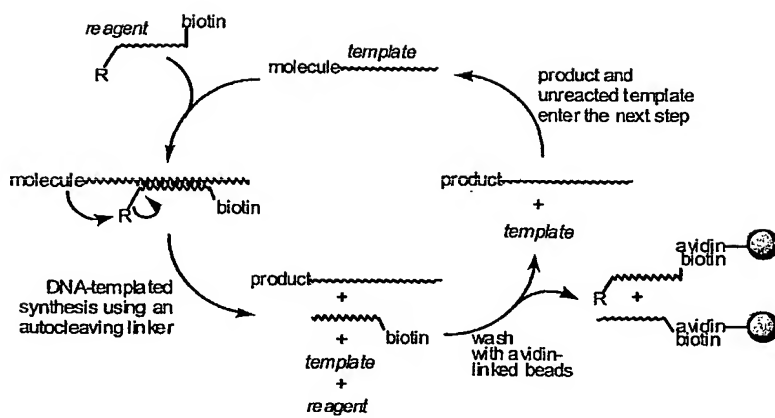 biotin
reagent
R
template
molecule
product and
unreacted template
enter the next step
molecule
R
biotin
product
+
template
DNA-templated
synthesis using an
autocleaving linker
product
+
biotin
+
template
+
reagent
wash
with avidin-
linked beads
avidin
biotin
R
+
avidin
biotin